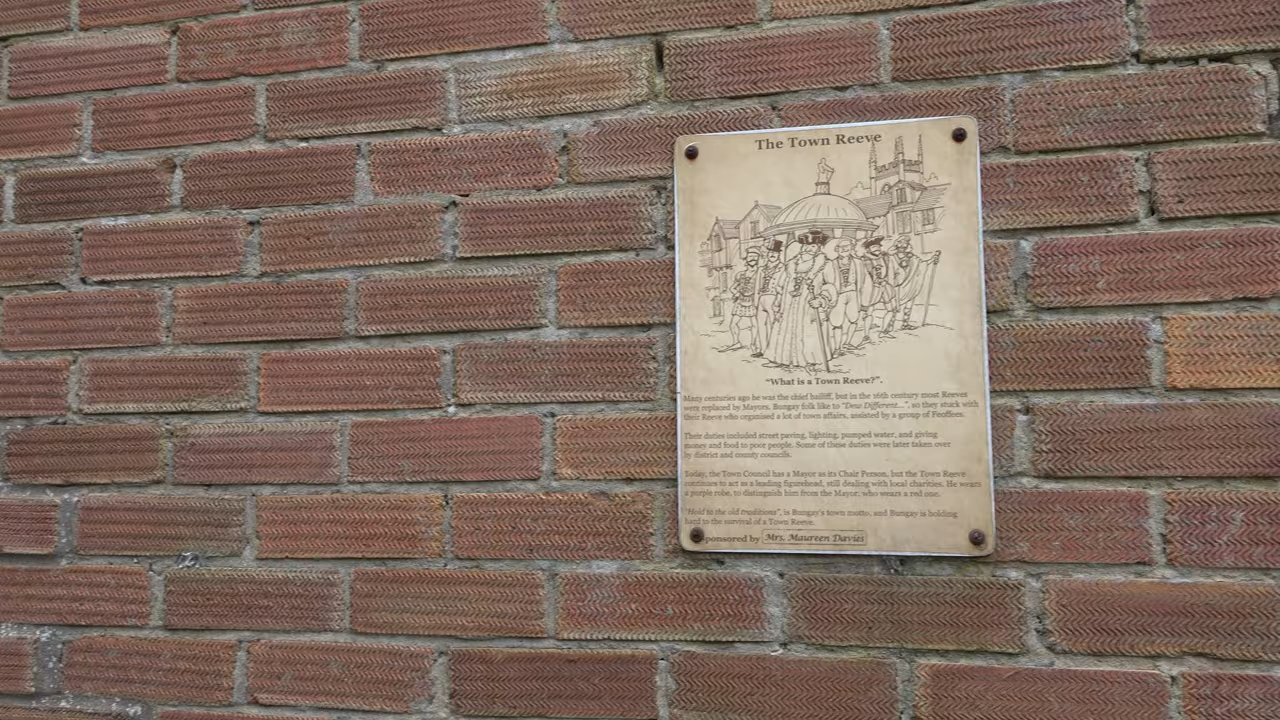 The Town Reeve
"What is a Town Reeve?".
Many centuries ago he was the chief bailiff, but in the 16th century most Reeves
were replaced by Mayors. Bungay folk like to "Dew Different...", so they stuck with
their Reeve who organised a lot of town affairs, assisted by a group of Feoffees.
Their duties included street paving, lighting, pumped water, and giving
money and food to poor people. Some of these duties were later taken over
by district and county councils.
Today, the Town Council has a Mayor as its Chair Person, but the Town Reeve
continues to act as a leading figurehead, still dealing with local charities. He wears
a purple robe, to distinguish him from the Mayor, who wears a red one.
"Hold to the old traditions", is Bungay's town motto, and Bungay is holding
hard to the survival of a Town Reeve.
Sponsored by Mrs. Maureen Davies